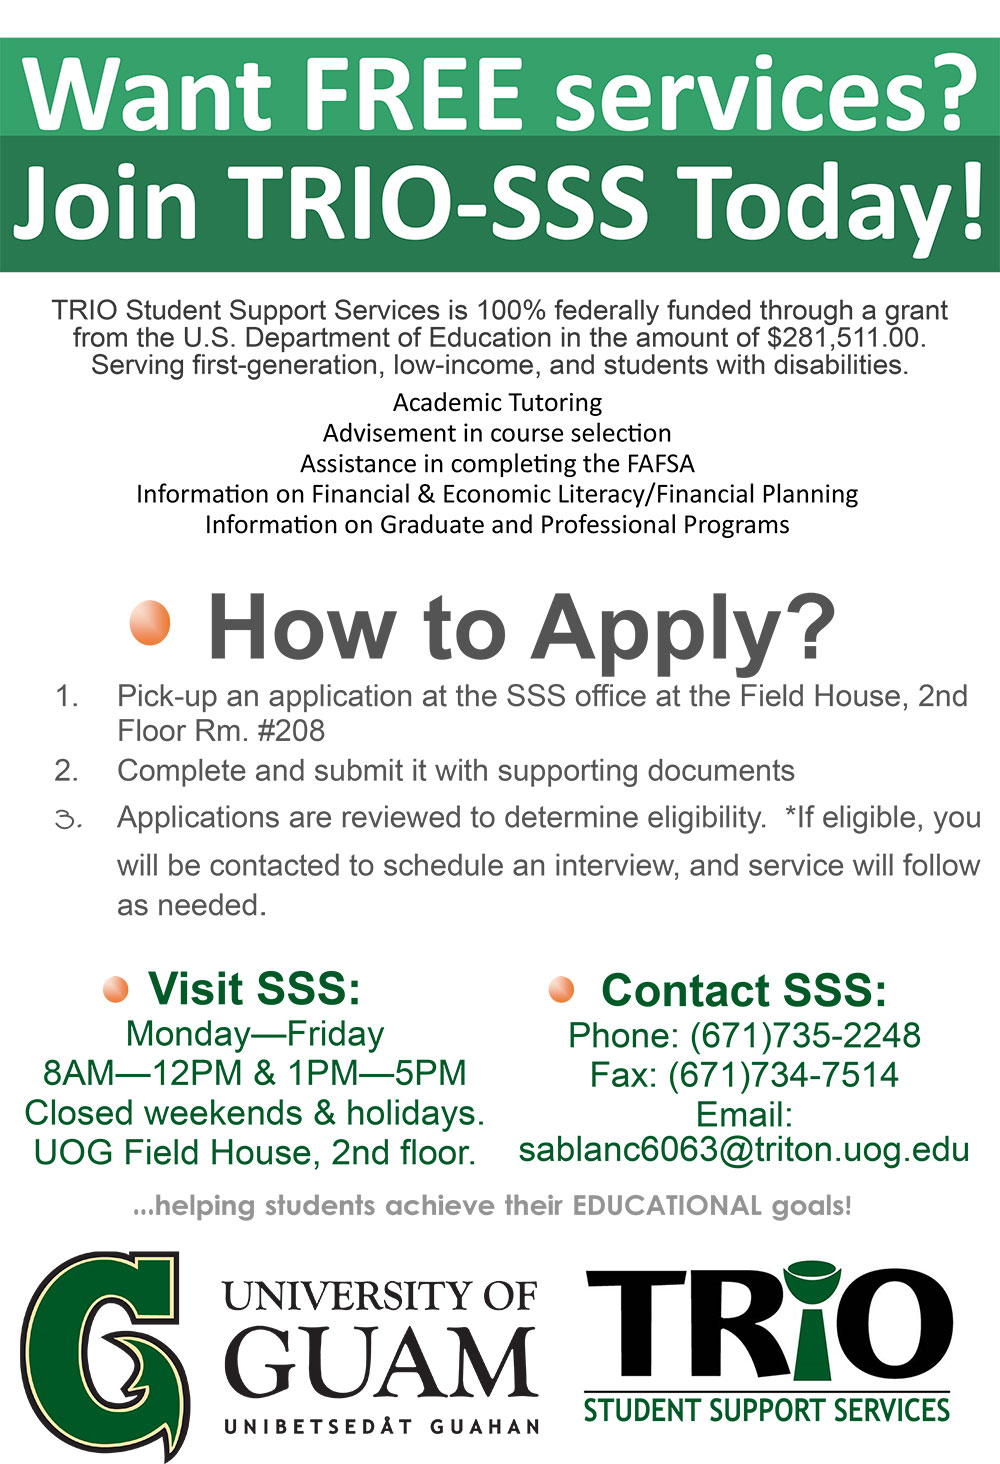 Want FREE services?
Join TRIO-SSS Today!
TRIO Student Support Services is 100% federally funded through a grant
from the U.S. Department of Education in the amount of $281,511.00.
Serving first-generation, low-income, and students with disabilities.
Academic Tutoring
Advisement in course selection
Assistance in completing the FAFSA
Information on Financial & Economic Literacy/Financial Planning
Information on Graduate and Professional Programs
How to Apply?
1. Pick-up an application at the SSS office at the Field House, 2nd
Floor Rm. #208
2. Complete and submit it with supporting documents
3. Applications are reviewed to determine eligibility. *If eligible, you
will be contacted to schedule an interview, and service will follow
as needed.
Visit SSS:
Monday—Friday
8AM—12PM & 1PM—5PM
Closed weekends & holidays.
UOG Field House, 2nd floor.
Contact SSS:
Phone: (671)735-2248
Fax: (671)734-7514
Email:
sablanc6063@triton.uog.edu
...helping students achieve their EDUCATIONAL goals!
G
UNIVERSITY OF
GUAM
UNIBETSEDÅT GUAHAN
TRiO
STUDENT SUPPORT SERVICES